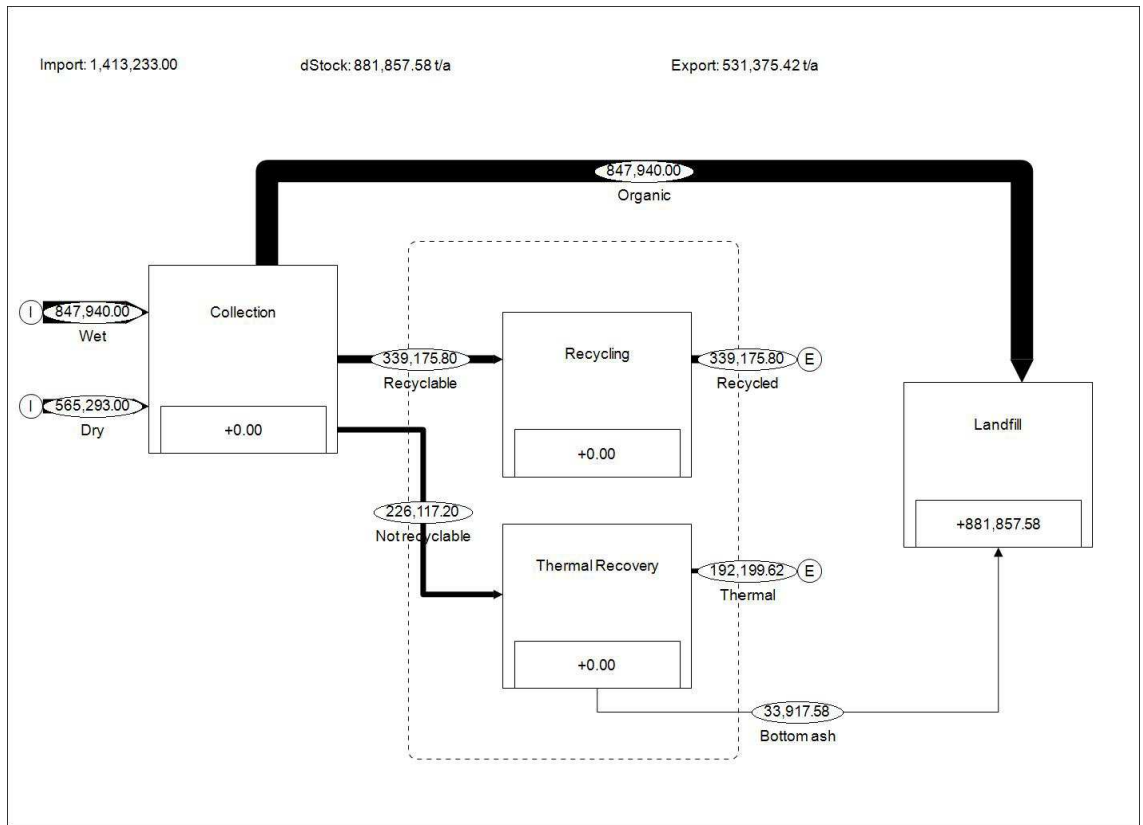 Import: 1,413,233.00
dStock: 881,857.58 t/a
Export: 531,375.42 t/a
847,940.00
Organic
I
847,940.00
Wet
Collection
I
565,293.00
Dry
+0.00
339,175.80
Recyclable
Recycling
+0.00
339,175.80
E
Recycled
226,117.20
Not recyclable
Thermal Recovery
+0.00
192,199.62
E
Thermal
Landfill
+881,857.58
33,917.58
Bottom ash